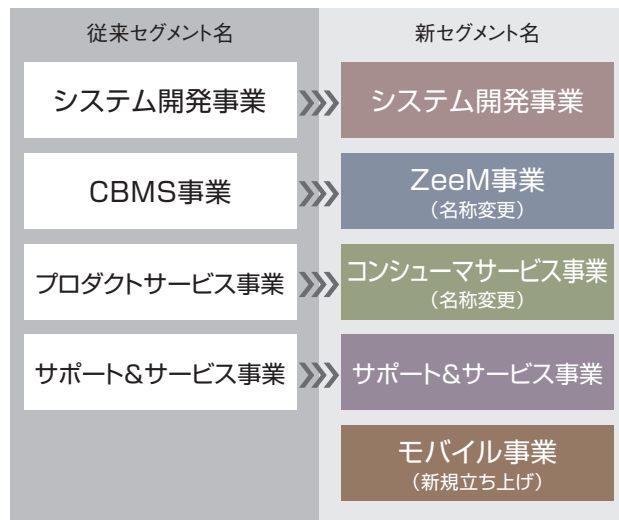 従来セグメント名
新セグメント名
システム開発事業
システム開発事業
CBMS事業
ZeeM事業
（名称変更）
プロダクトサービス事業
コンシューマサービス事業
（名称変更）
サポート&サービス事業
サポート&サービス事業
モバイル事業
（新規立ち上げ）